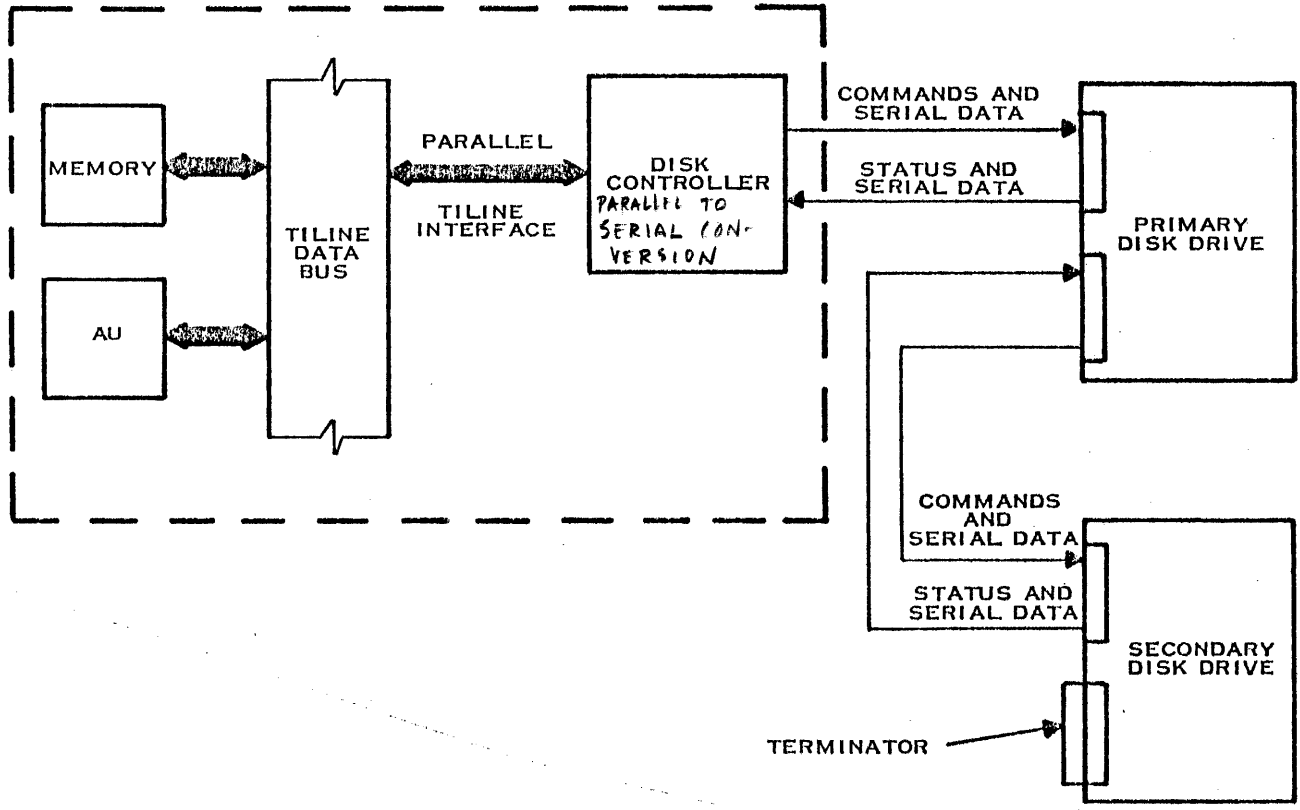 COMMANDS AND
SERIAL DATA
MEMORY
PARALLEL
TILINE
INTERFACE
DISK
CONTROLLER
PARALLEL TO
SERIAL CON-
VERSION
STATUS AND
SERIAL DATA
PRIMARY
DISK DRIVE
TILINE
DATA
BUS
AU
COMMANDS
AND
SERIAL DATA
STATUS AND
SERIAL DATA
SECONDARY
DISK DRIVE
TERMINATOR